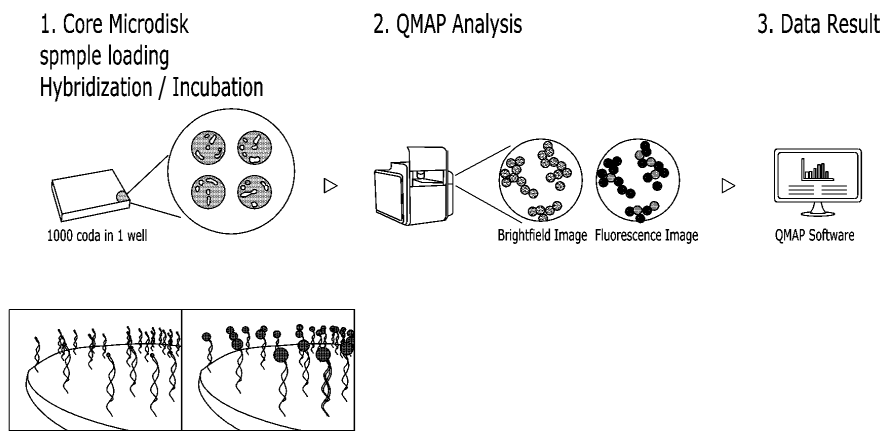 1. Core Microdisk
spmple loading
Hybridization / Incubation
2. QMAP Analysis
3. Data Result
1000 coda in 1 well
Brightfield Image
Fluorescence Image
QMAP Software